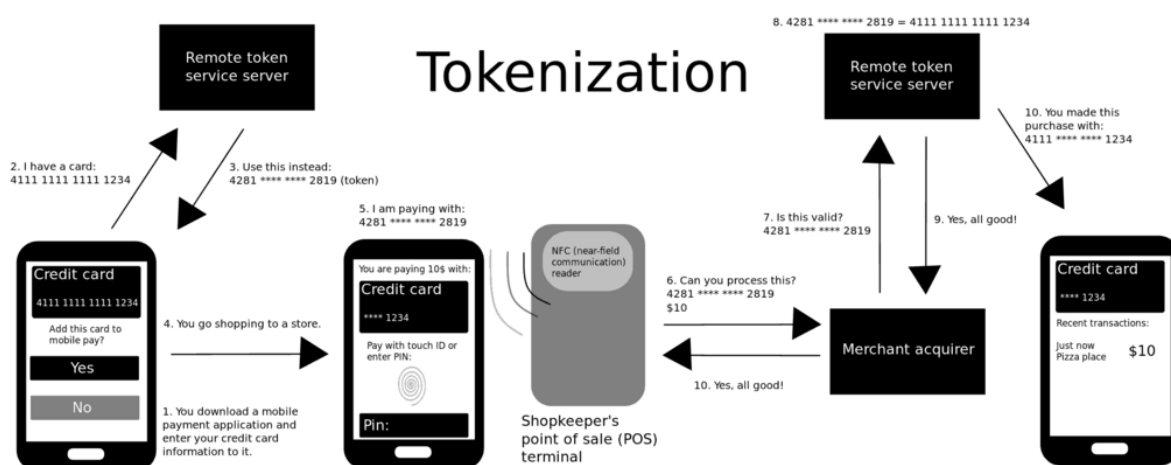 Tokenization
Remote token
service server
2. I have a card:
4111 1111 1111 1234
3. Use this instead:
4281 **** **** 2819 (token)
Credit card
4111 1111 1111 1234
Add this card to
mobile pay?
Yes
No
1. You download a mobile
payment application and
enter your credit card
information to it.
4. You go shopping to a store.
5. I am paying with:
4281 **** **** 2819
You are paying 10$ with:
Credit card
**** 1234
Pay with touch ID or
enter PIN:
Pin:
NFC (near-field
communication)
reader
Shopkeeper's
point of sale (POS)
terminal
6. Can you process this?
4281 **** **** 2819
$10
10. Yes, all good!
Merchant acquirer
7. Is this valid?
4281 **** **** 2819
9. Yes, all good!
8. 4281 **** **** 2819 = 4111 1111 1111 1234
Remote token
service server
10. You made this
purchase with:
4111 **** **** 1234
Credit card
**** 1234
Recent transactions:
Just now
Pizza place
$10